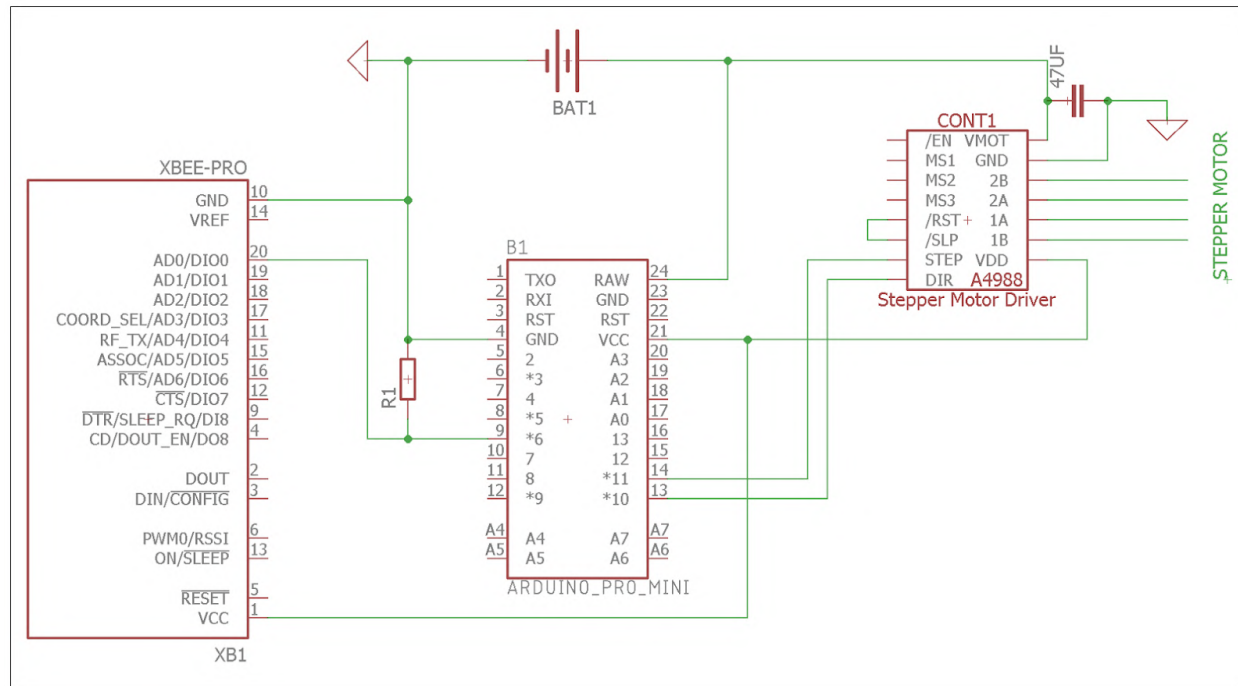 47UF
BAT1
CONT1
/EN VMOT
MS1 GND
MS2 2B
MS3 2A
/RST 1A
/SLP 1B
STEP VDD
DIR A4988
Stepper Motor Driver
STEPPER MOTOR
XBEE-PRO
GND 10
VREF 14
AD0/DIO0 20
AD1/DIO1 19
AD2/DIO2 18
COORD_SEL/AD3/DIO3 17
RF_TX/AD4/DIO4 11
ASSOC/AD5/DIO5 15
RTS/AD6/DIO6 16
CTS/DIO7 12
DTR/SLEEP_RQ/DI8 9
CD/DOUT_EN/DO8 4
DOUT 2
DIN/CONFIG 3
PWM0/RSSI 6
ON/SLEEP 13
RESET 5
VCC 1
XB1
R1
B1
1 TXO RAW 24
2 RXI GND 23
3 RST RST 22
4 GND VCC 21
5 2 A3 20
6 *3 A2 19
7 4 A1 18
8 *5 A0 17
9 *6 13 16
10 7 12 15
11 8 *11 14
12 *9 *10 13
A4 A4 A7 A7
A5 A5 A6 A6
ARDUINO_PRO_MINI